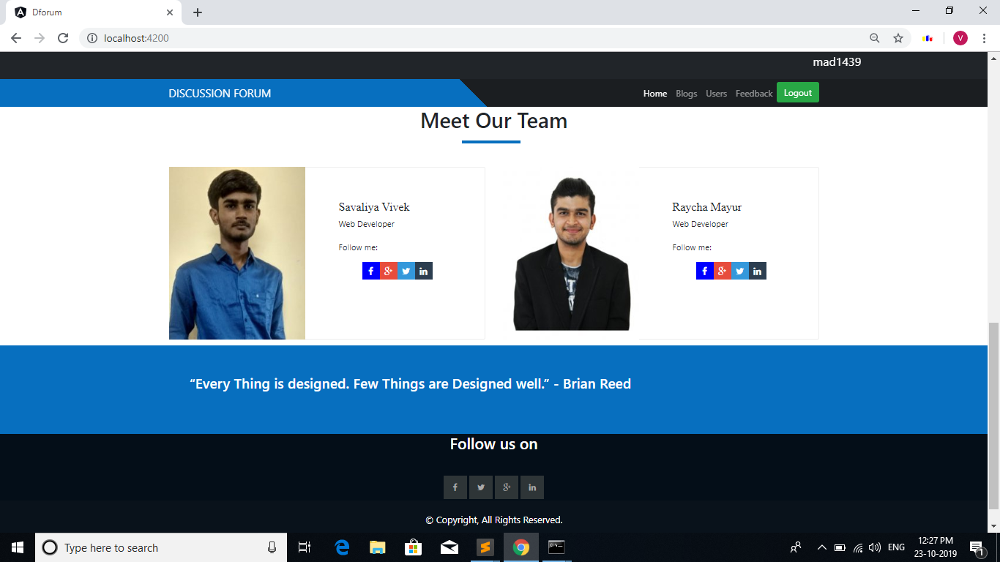 Dforum
localhost:4200
V
mad1439
DISCUSSION FORUM
Home Blogs Users Feedback Logout
Meet Our Team
Savaliya Vivek
Web Developer
Follow me:
Raycha Mayur
Web Developer
Follow me:
“Every Thing is designed. Few Things are Designed well.” - Brian Reed
Follow us on
© Copyright, All Rights Reserved.
Type here to search
ENG
12:27 PM
23-10-2019
1